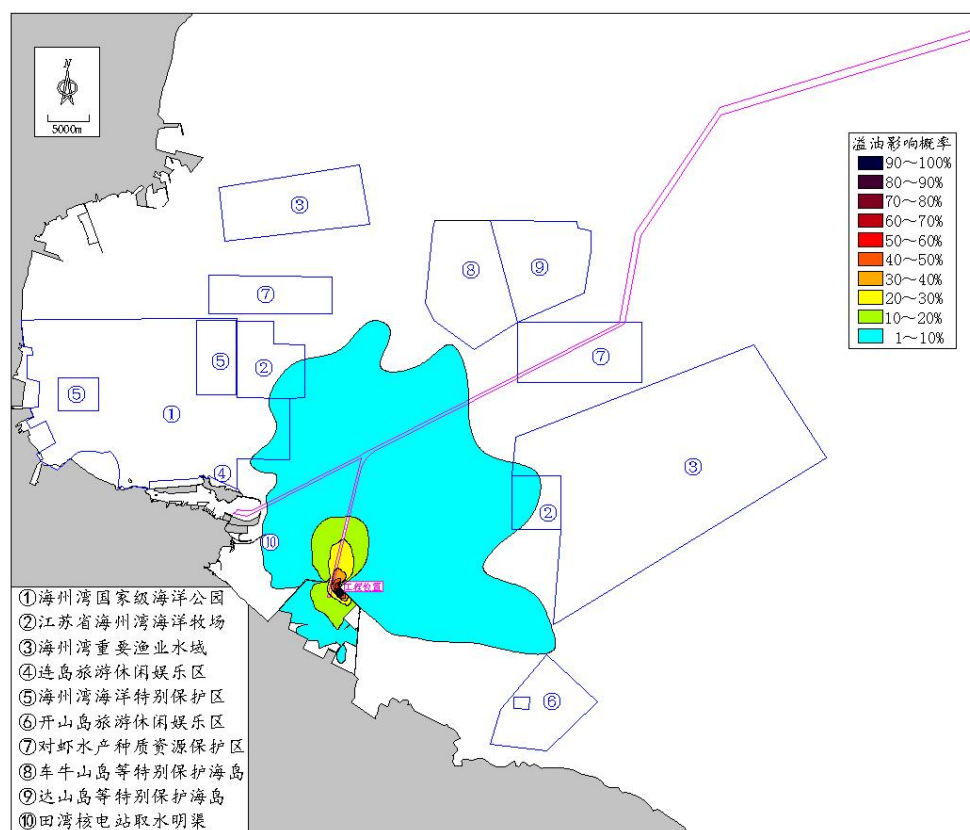 N
5000m
溢油影响概率
90～100%
80～90%
70～80%
60～70%
50～60%
40～50%
30～40%
20～30%
10～20%
1～10%
③
⑧
⑨
⑦
⑤
②
⑦
⑤
①
③
④
②
⑩
工程位置
⑥
①海州湾国家级海洋公园
②江苏省海州湾海洋牧场
③海州湾重要渔业水域
④连岛旅游休闲娱乐区
⑤海州湾海洋特别保护区
⑥开山岛旅游休闲娱乐区
⑦对虾水产种质资源保护区
⑧车牛山岛等特别保护海岛
⑨达山岛等特别保护海岛
⑩田湾核电站取水明渠